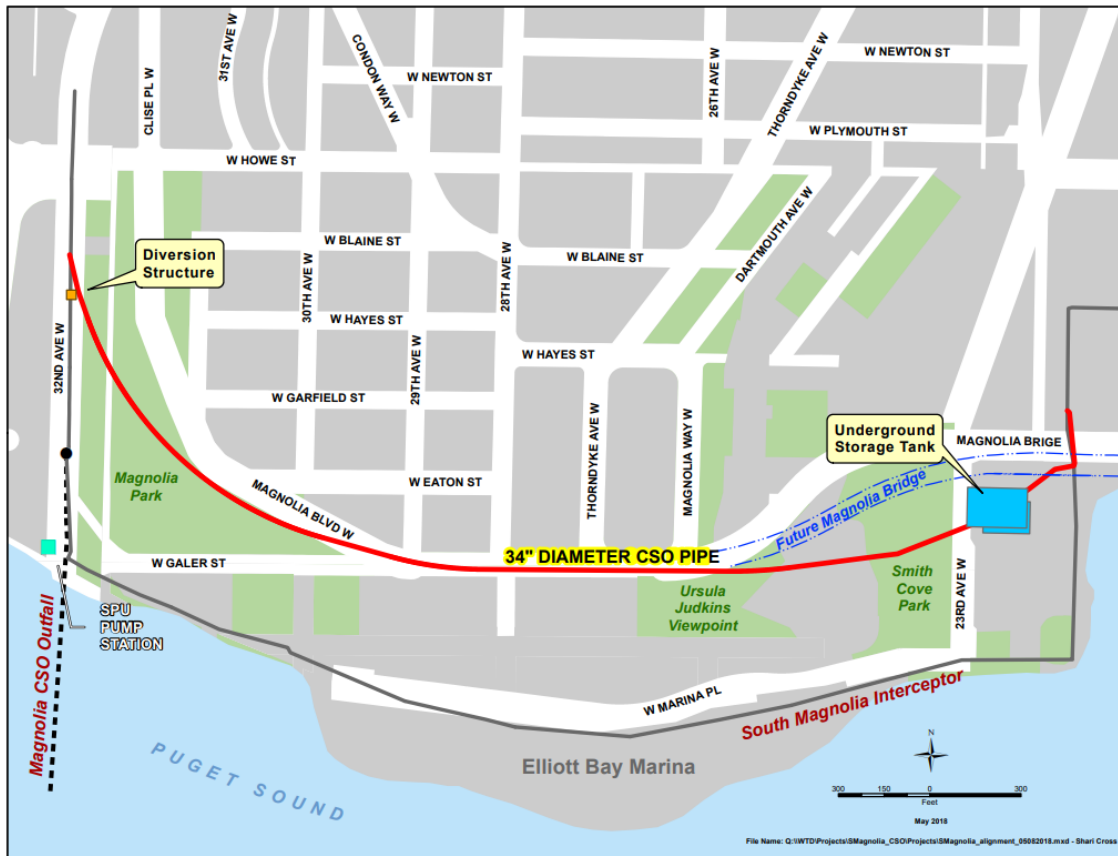 31ST AVE W
CLISE PL W
CONDON WAY W
W NEWTON ST
28TH AVE W
W NEWTON ST
26TH AVE W
THORNDYKE AVE W
W PLYMOUTH ST
W HOWE ST
Diversion
Structure
W BLAINE ST
W BLAINE ST
DARTMOUTH AVE W
30TH AVE W
28TH AVE W
32ND AVE W
W HAYES ST
29TH AVE W
W HAYES ST
W GARFIELD ST
THORNDYKE AVE W
MAGNOLIA WAY W
Underground
Storage Tank
MAGNOLIA BRIGE
Magnolia
Park
MAGNOLIA BLVD W
W EATON ST
Future Magnolia Bridge
34" DIAMETER CSO PIPE
W GALER ST
Ursula
Judkins
Viewpoint
Smith
Cove
Park
23RD AVE W
SPU
PUMP
STATION
Magnolia CSO Outfall
W MARINA PL
South Magnolia Interceptor
PUGET SOUND
Elliott Bay Marina
N
300 150 0 300
Feet
May 2018
File Name: Q:\\WTD\Projects\SMagnolia_CSO\Projects\SMagnolia_alignment_05082018.mxd - Shari Cross